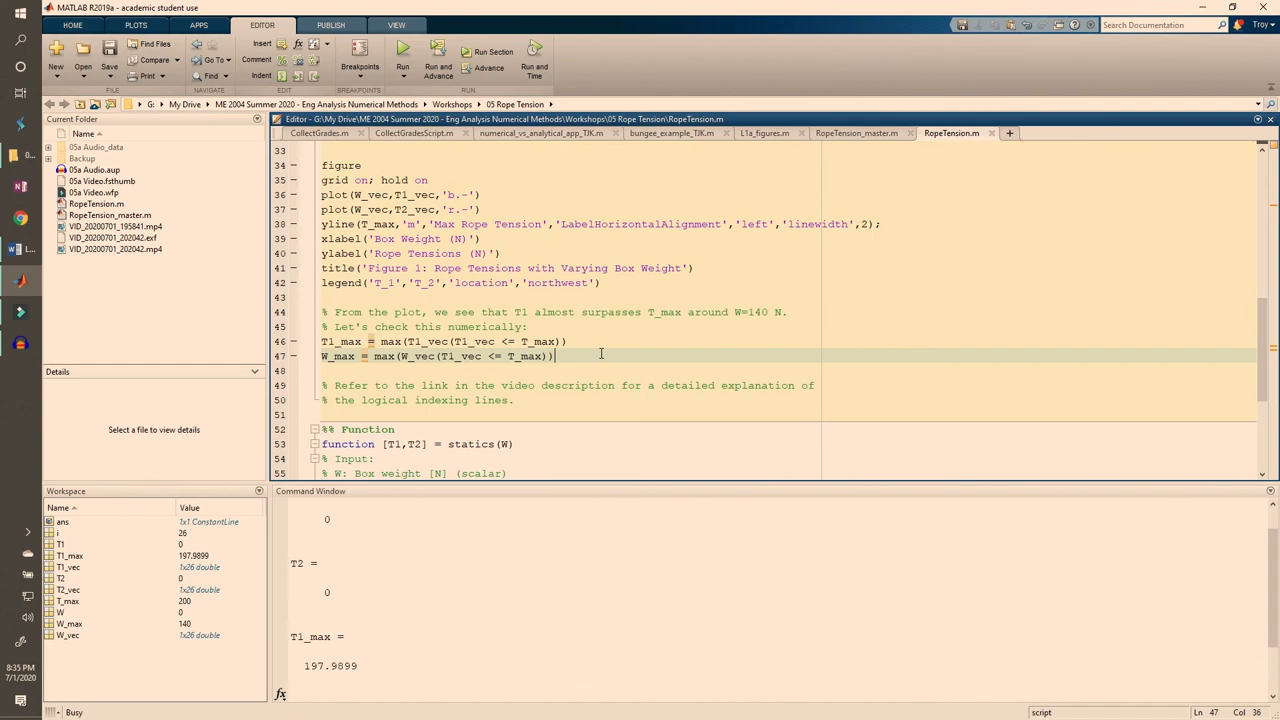 MATLAB R2019a - academic student use
HOME PLOTS APPS EDITOR PUBLISH VIEW
Search Documentation
Troy
New Open Save Find Files Compare Print
Go To Find
Insert Comment Indent
Breakpoints
Run Run and Advance Run Section Advance Run and Time
FILE NAVIGATE EDIT BREAKPOINTS RUN
G: My Drive ME 2004 Summer 2020 - Eng Analysis Numerical Methods Workshops 05 Rope Tension
Current Folder
Name
05a Audio_data
Backup
05a Audio.aup
05a Video.fsthumb
05a Video.wfp
RopeTension.m
RopeTension_master.m
VID_20200701_195841.mp4
VID_20200701_202042.exf
VID_20200701_202042.mp4
Details
Select a file to view details
Workspace
Name Value
ans 1x1 ConstantLine
i 26
T1 0
T1_max 197.9899
T1_vec 1x26 double
T2 0
T2_vec 1x26 double
T_max 200
W 0
W_max 140
W_vec 1x26 double
Editor - G:\My Drive\ME 2004 Summer 2020 - Eng Analysis Numerical Methods\Workshops\05 Rope Tension\RopeTension.m
CollectGrades.m CollectGradesScript.m numerical_vs_analytical_app_TJK.m bungee_example_TJK.m L1a_figures.m RopeTension_master.m RopeTension.m
33
34 figure
35 grid on; hold on
36 plot(W_vec,T1_vec,'b.-')
37 plot(W_vec,T2_vec,'r.-')
38 yline(T_max,'m','Max Rope Tension','LabelHorizontalAlignment','left','linewidth',2);
39 xlabel('Box Weight (N)')
40 ylabel('Rope Tensions (N)')
41 title('Figure 1: Rope Tensions with Varying Box Weight')
42 legend('T_1','T_2','location','northwest')
43
44 % From the plot, we see that T1 almost surpasses T_max around W=140 N.
45 % Let's check this numerically:
46 T1_max = max(T1_vec(T1_vec <= T_max))
47 W_max = max(W_vec(T1_vec <= T_max))
48
49 % Refer to the link in the video description for a detailed explanation of
50 % the logical indexing lines.
51
52 %% Function
53 function [T1,T2] = statics(W)
54 % Input:
55 % W: Box weight [N] (scalar)
Command Window
0
T2 =
0
T1_max =
197.9899
fx
8:35 PM
7/1/2020
Busy
script
Ln 47 Col 36